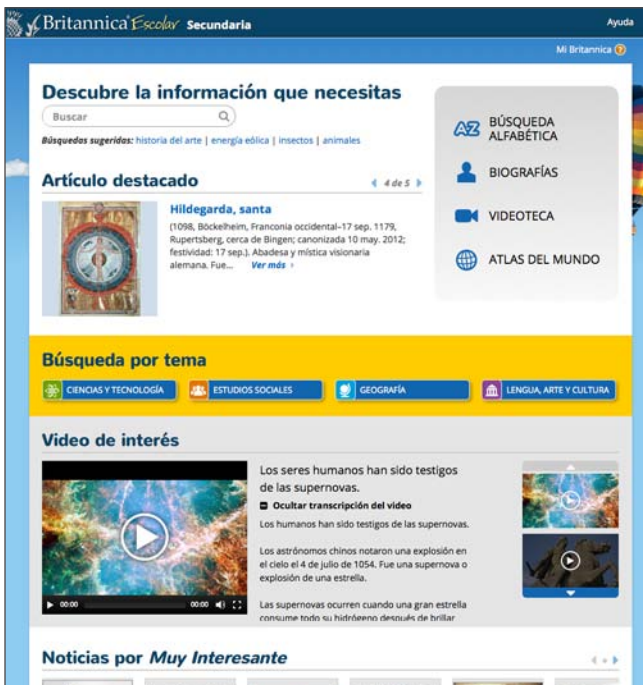 Britannica Escolar Secundaria
Ayuda
Mi Britannica ?
Descubre la información que necesitas
Buscar
Búsquedas sugeridas: historia del arte | energía eólica | insectos | animales
AZ BÚSQUEDA
ALFABÉTICA
BIOGRAFÍAS
VIDEOTECA
ATLAS DEL MUNDO
Artículo destacado
4 de 5
Hildegarda, santa
(1098, Böckelheim, Franconia occidental–17 sep. 1179,
Rupertsberg, cerca de Bingen; canonizada 10 may. 2012;
festividad: 17 sep.). Abadesa y mística visionaria
alemana. Fue... Ver más
Búsqueda por tema
CIENCIAS Y TECNOLOGÍA
ESTUDIOS SOCIALES
GEOGRAFÍA
LENGUA, ARTE Y CULTURA
Video de interés
Los seres humanos han sido testigos
de las supernovas.
Ocultar transcripción del video
Los humanos han sido testigos de las supernovas.
Los astrónomos chinos notaron una explosión en
el cielo el 4 de julio de 1054. Fue una supernova o
explosión de una estrella.
Las supernovas ocurren cuando una gran estrella
consume todo su hidrógeno después de brillar
00:00
00:00
Noticias por Muy Interesante